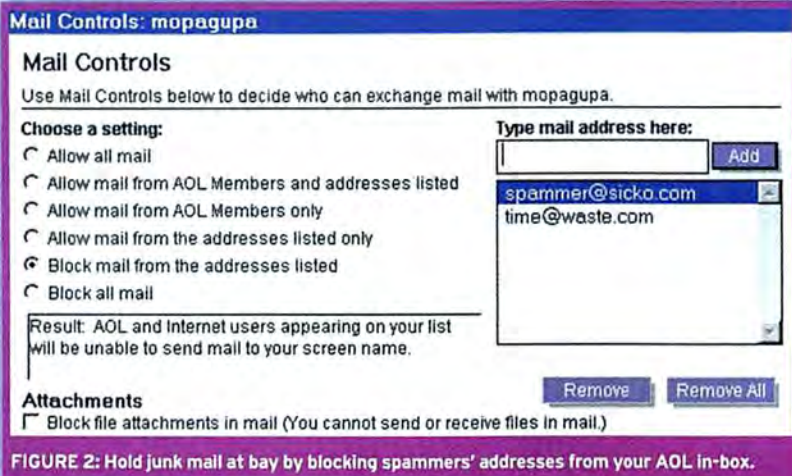 Mail Controls: mopagupa
Mail Controls
Use Mail Controls below to decide who can exchange mail with mopagupa.
Choose a setting:
Allow all mail
Allow mail from AOL Members and addresses listed
Allow mail from AOL Members only
Allow mail from the addresses listed only
Block mail from the addresses listed
Block all mail
Result: AOL and Internet users appearing on your list
will be unable to send mail to your screen name.
Type mail address here:
Add
spammer@sicko.com
time@waste.com
Remove
Remove All
Attachments
Block file attachments in mail (You cannot send or receive files in mail.)
FIGURE 2: Hold junk mail at bay by blocking spammers' addresses from your AOL in-box.